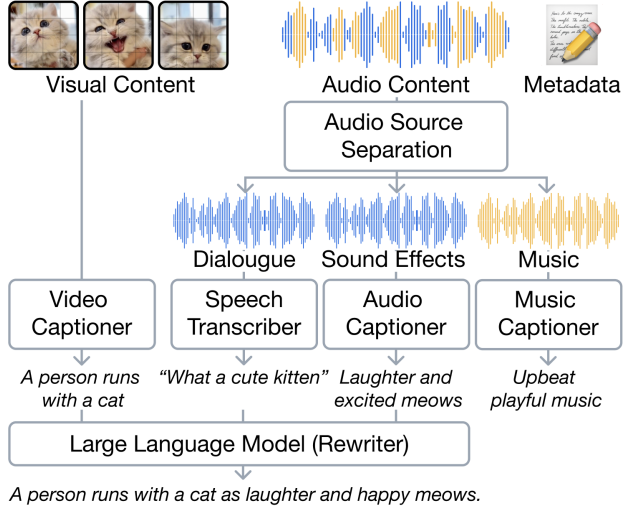 Visual Content
Audio Content
Metadata
Audio Source
Separation
Dialougue
Sound Effects
Music
Video
Captioner
Speech
Transcriber
Audio
Captioner
Music
Captioner
A person runs
with a cat
“What a cute kitten”
Laughter and
excited meows
Upbeat
playful music
Large Language Model (Rewriter)
A person runs with a cat as laughter and happy meows.